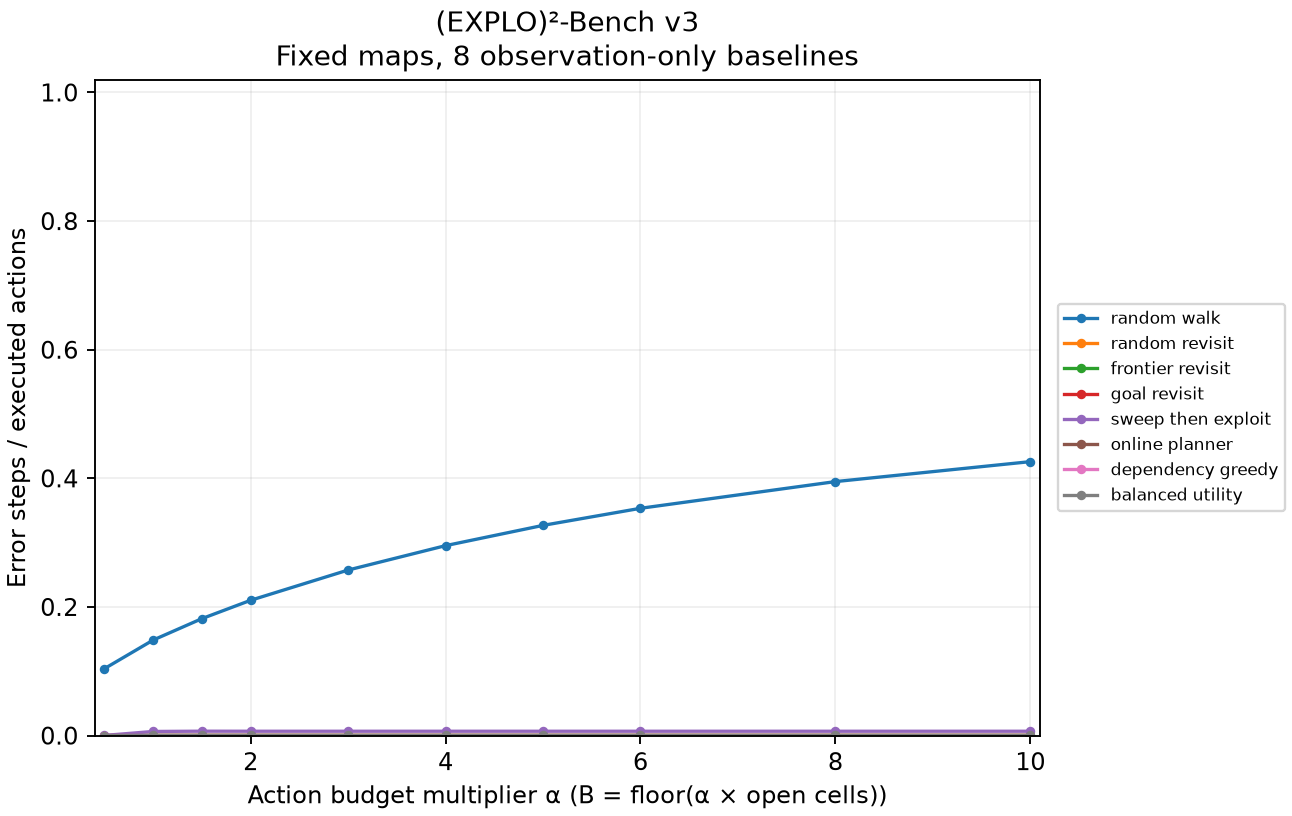 (EXPLO)²-Bench v3
Fixed maps, 8 observation-only baselines
Error steps / executed actions
1.0
0.8
0.6
0.4
0.2
0.0
2
4
6
8
10
Action budget multiplier α (B = floor(α × open cells))
random walk
random revisit
frontier revisit
goal revisit
sweep then exploit
online planner
dependency greedy
balanced utility